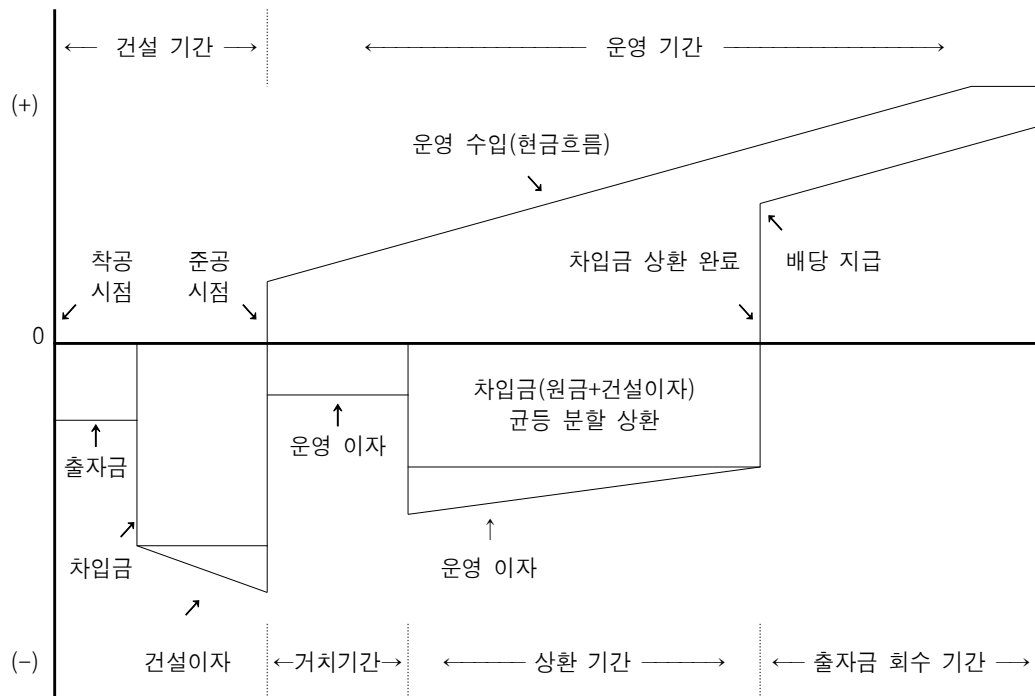 건설 기간
운영 기간
(+)
운영 수입(현금흐름)
착공
시점
준공
시점
차입금 상환 완료
배당 지급
0
차입금(원금+건설이자)
균등 분할 상환
출자금
운영 이자
차입금
운영 이자
(-)
건설이자
거치기간
상환 기간
출자금 회수 기간